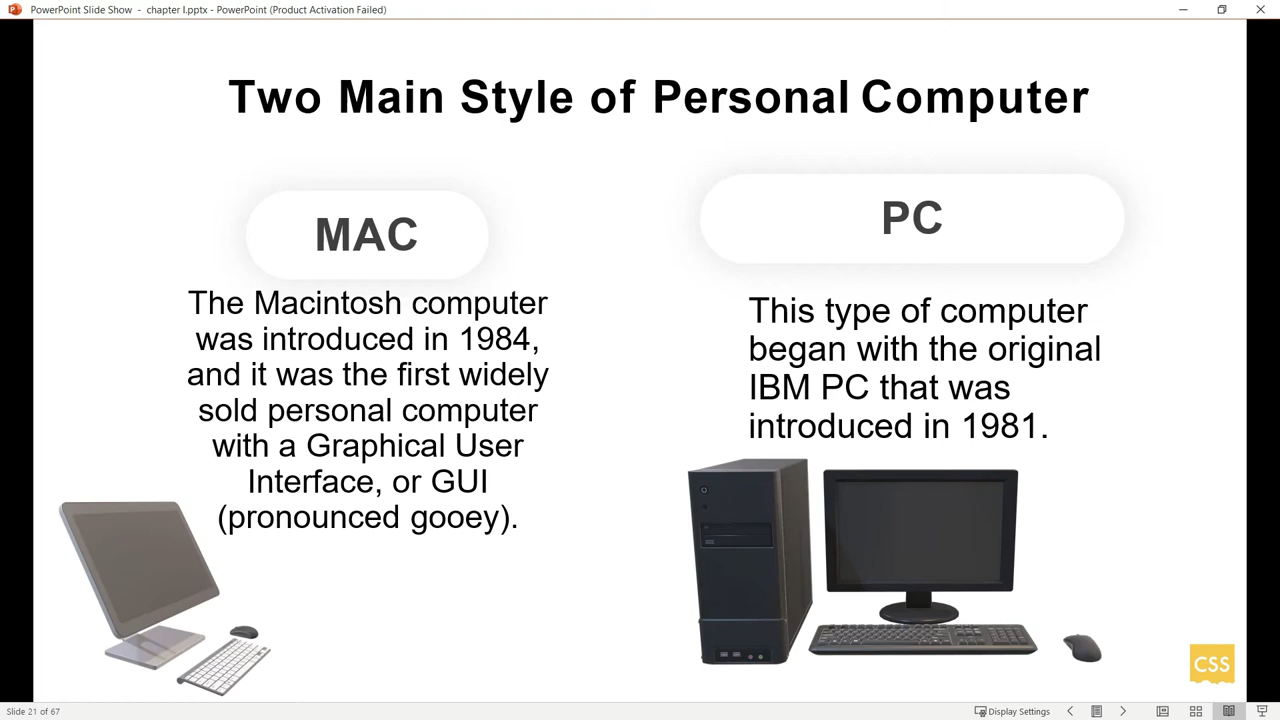 PowerPoint Slide Show - chapter I.pptx - PowerPoint (Product Activation Failed)
Two Main Style of Personal Computer
MAC
The Macintosh computer
was introduced in 1984,
and it was the first widely
sold personal computer
with a Graphical User
Interface, or GUI
(pronounced gooey).
PC
This type of computer
began with the original
IBM PC that was
introduced in 1981.
CSS
Slide 21 of 67
Display Settings